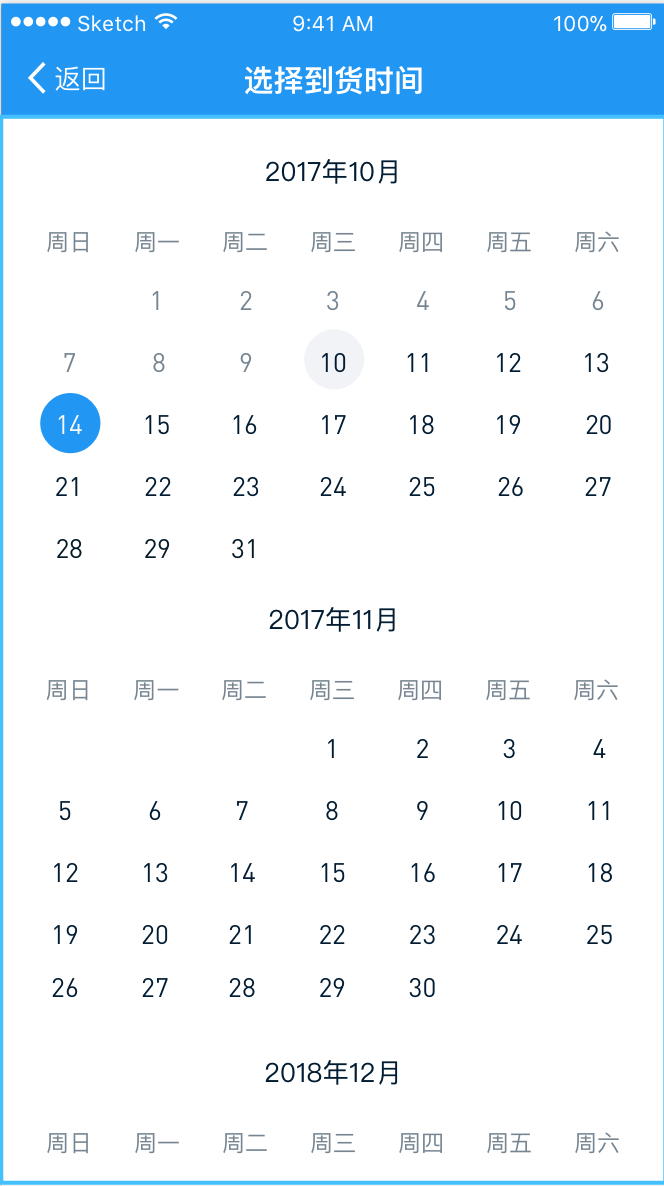 Sketch 9:41 AM 100%
返回 选择到货时间
2017年10月
周日 周一 周二 周三 周四 周五 周六
1 2 3 4 5 6
7 8 9 10 11 12 13
14 15 16 17 18 19 20
21 22 23 24 25 26 27
28 29 31
2017年11月
周日 周一 周二 周三 周四 周五 周六
1 2 3 4
5 6 7 8 9 10 11
12 13 14 15 16 17 18
19 20 21 22 23 24 25
26 27 28 29 30
2018年12月
周日 周一 周二 周三 周四 周五 周六